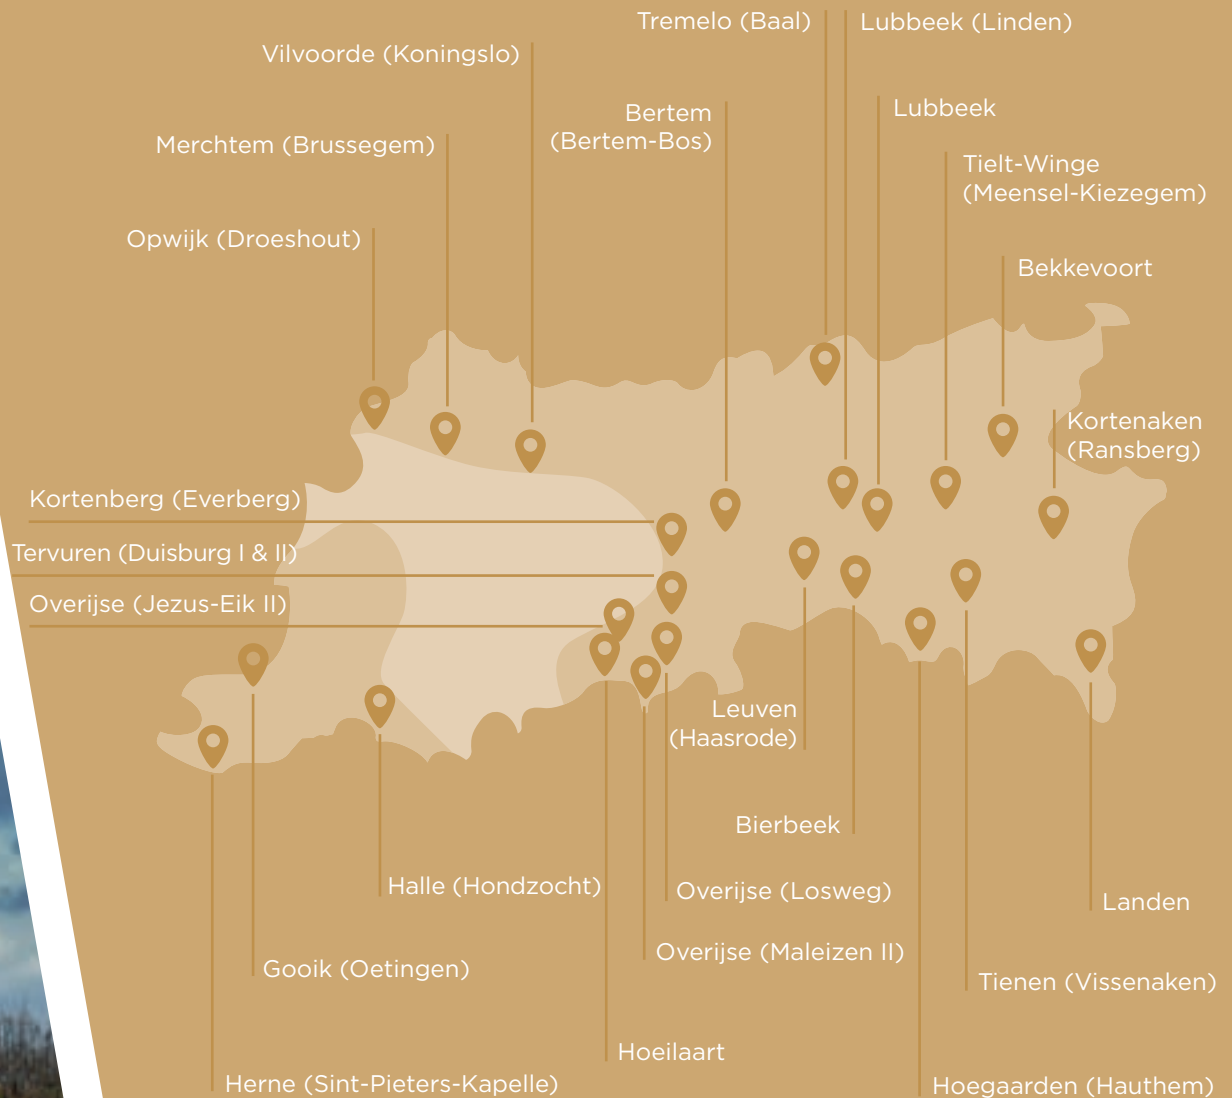 Tremelo (Baal)
Lubbeek (Linden)
Vilvoorde (Koningslo)
Bertem
(Bertem-Bos)
Lubbeek
Merchtem (Brussegem)
Tielt-Winge
(Meensel-Kiezegem)
Opwijk (Droeshout)
Bekkevoort
Kortenaken
(Ransberg)
Kortenberg (Everberg)
Tervuren (Duisburg I & II)
Overijse (Jezus-Eik II)
Leuven
(Haasrode)
Bierbeek
Halle (Hondzocht)
Overijse (Losweg)
Landen
Overijse (Maleizen II)
Gooik (Oetingen)
Tienen (Vissenaken)
Hoeilaart
Herne (Sint-Pieters-Kapelle)
Hoegaarden (Hauthem)